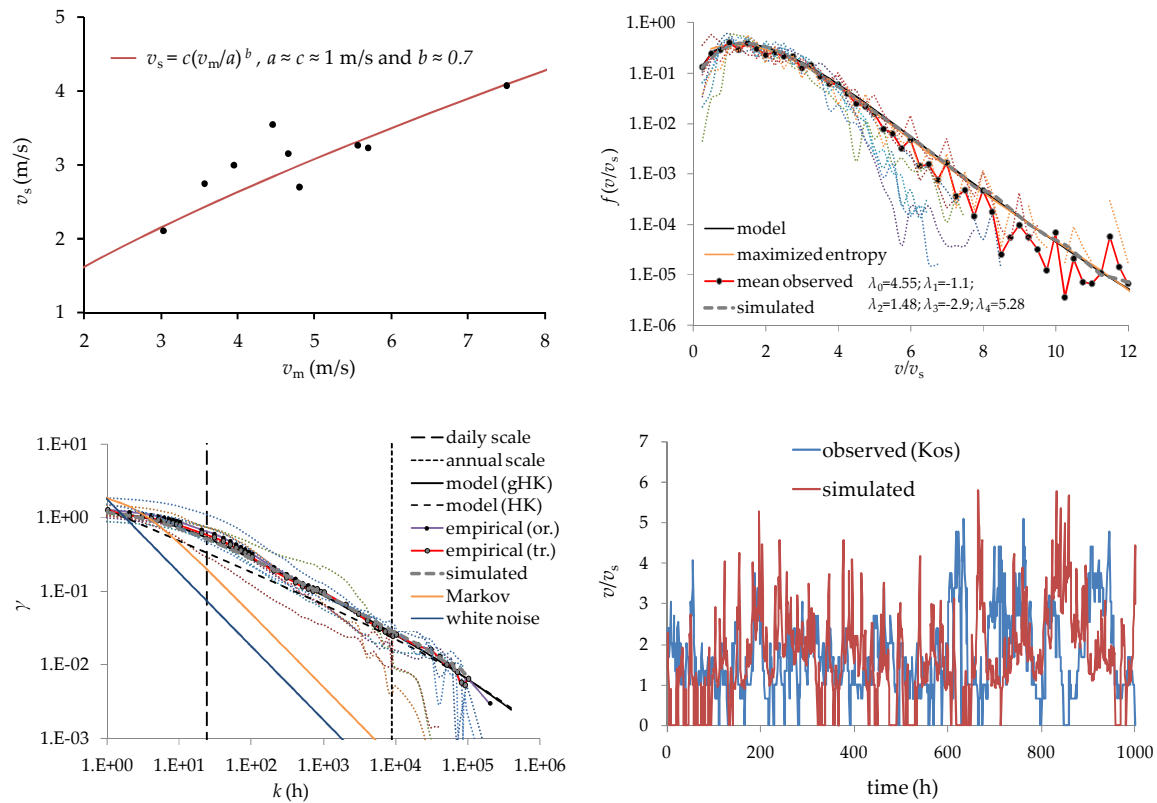 5
4
3
2
1
2
3
4
5
6
7
8
v_s (m/s)
v_m (m/s)
v_s = c(v_m/a)^b , a ≈ c ≈ 1 m/s and b ≈ 0.7
1.E+00
1.E-01
1.E-02
1.E-03
1.E-04
1.E-05
1.E-06
0
2
4
6
8
10
12
f (v/v_s)
v/v_s
model
maximized entropy
mean observed
simulated
λ_0=4.55; λ_1=-1.1;
λ_2=1.48; λ_3=-2.9; λ_4=5.28
1.E+01
1.E+00
1.E-01
1.E-02
1.E-03
1.E+00
1.E+01
1.E+02
1.E+03
1.E+04
1.E+05
1.E+06
γ
k (h)
daily scale
annual scale
model (gHK)
model (HK)
empirical (or.)
empirical (tr.)
simulated
Markov
white noise
7
6
5
4
3
2
1
0
0
200
400
600
800
1000
v/v_s
time (h)
observed (Kos)
simulated